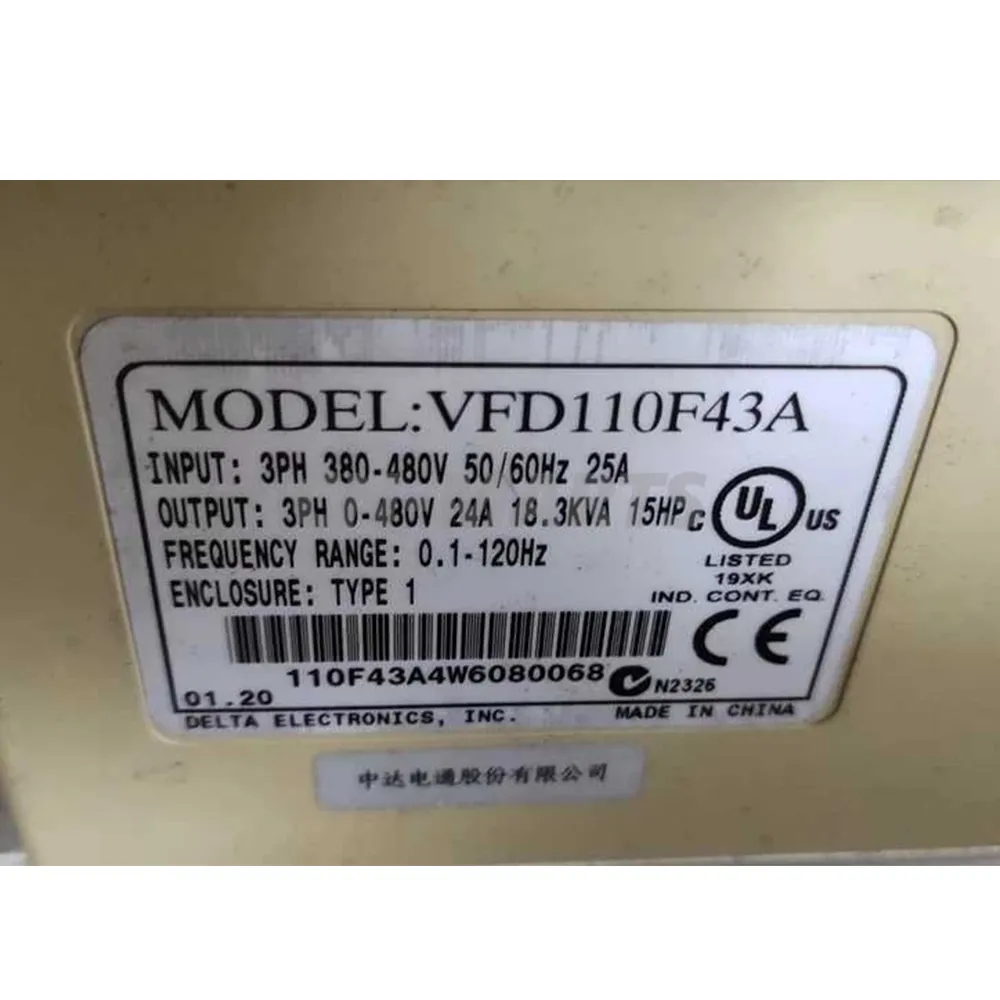 MODEL:VFD110F43A
INPUT: 3PH 380-480V 50/60Hz 25A
OUTPUT: 3PH 0-480V 24A 18.3KVA 15HP
FREQUENCY RANGE: 0.1-120Hz
ENCLOSURE: TYPE 1
C UL US
LISTED
19XK
IND. CONT. EQ.
CE
110F43A4W6080068
N2326
01.20
DELTA ELECTRONICS, INC.
MADE IN CHINA
中达电通股份有限公司